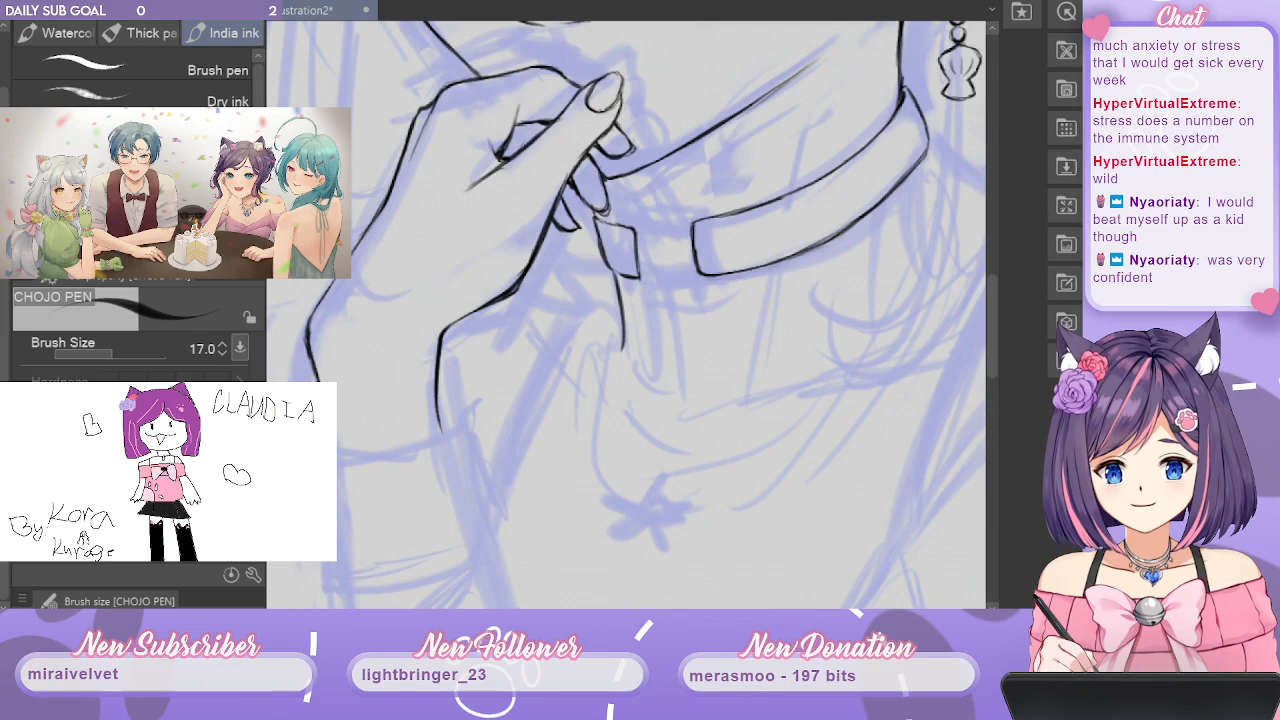 DAILY SUB GOAL 0 2
ustration2*
Waterco
Thick pa
India ink
Brush pen
Dry ink
CHOJO PEN
Brush Size 17.0
CLAUDIA
By Kora
Brush size [CHOJO PEN]
Chat
much anxiety or stress
that I would get sick every
week
HyperVirtualExtreme:
stress does a number on
the immune system
HyperVirtualExtreme:
wild
Nyaoriaty: I would
beat myself up as a kid
though
Nyaoriaty: was very
confident
New Subscriber
miraivelvet
New Follower
lightbringer_23
New Donation
merasmoo - 197 bits